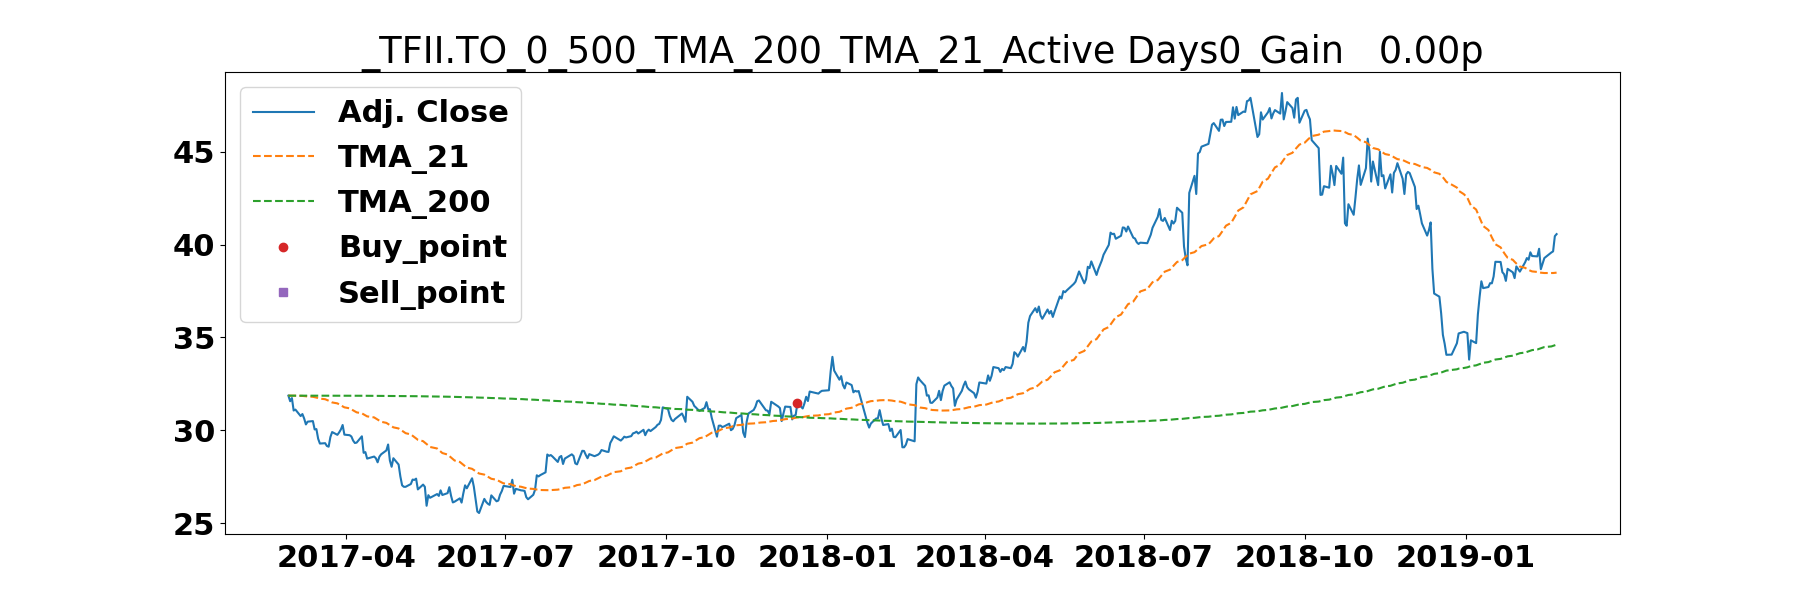 _TFII.TO_0_500_TMA_200_TMA_21_Active Days0_Gain   0.00p
Adj. Close
TMA_21
TMA_200
Buy_point
Sell_point
45
40
35
30
25
2017-04 2017-07 2017-10 2018-01 2018-04 2018-07 2018-10 2019-01